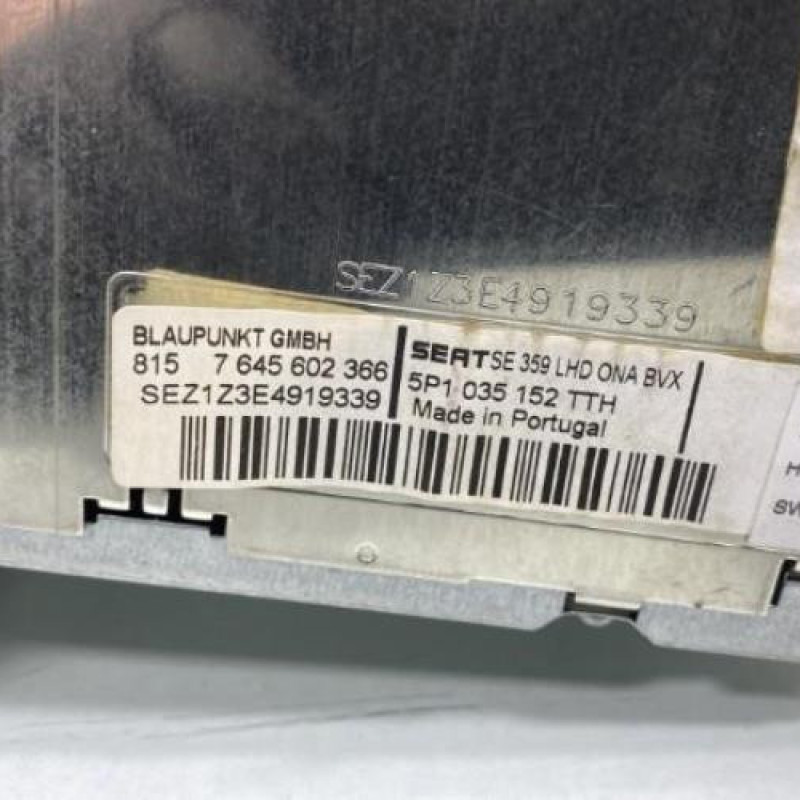 SEZ1Z3E4919339
BLAUPUNKT GMBH
815 7 645 602 366
SEZ1Z3E4919339
SEAT SE 359 LHD ONA BVX
5P1 035 152 TTH
Made in Portugal